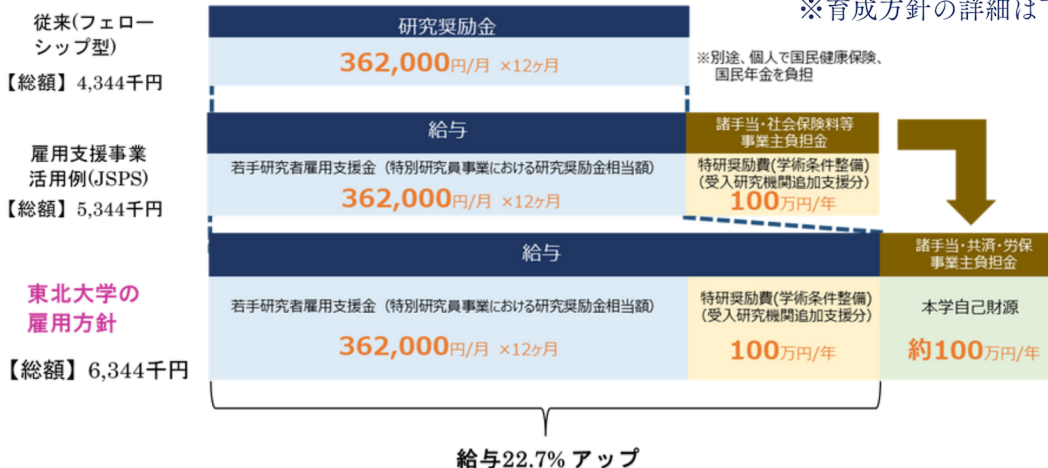 ※育成方針の詳細は
従来(フェロー
シップ型)
【総額】4,344千円
研究奨励金
362,000円/月 ×12ヶ月
※別途、個人で国民健康保険、
国民年金を負担
雇用支援事業
活用例(JSPS)
【総額】5,344千円
給与
若手研究者雇用支援金(特別研究員事業における研究奨励金相当額)
362,000円/月 ×12ヶ月
諸手当・社会保険料等
事業主負担金
特研奨励費(学術条件整備)
(受入研究機関追加支援分)
100万円/年
東北大学の
雇用方針
【総額】6,344千円
給与
若手研究者雇用支援金(特別研究員事業における研究奨励金相当額)
362,000円/月 ×12ヶ月
特研奨励費(学術条件整備)
(受入研究機関追加支援分)
100万円/年
諸手当・共済・労保
事業主負担金
本学自己財源
約100万円/年
給与22.7% アップ